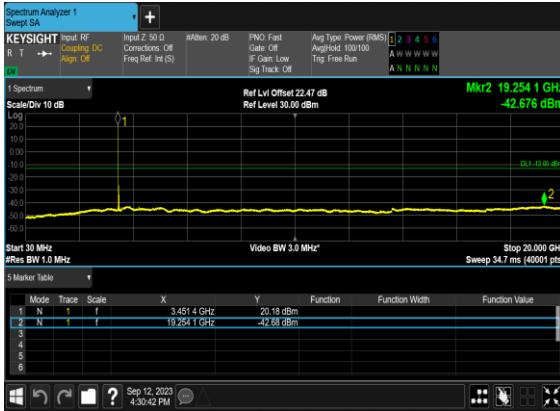 Spectrum Analyzer 1
Swept SA
+
KEYSIGHT Input: RF Input Z: 50 Ω #Atten: 20 dB PNO: Fast Avg Type: Power (RMS) 1 2 3 4 5 6
R T Coupling: DC Corrections: Off Gate: Off Avg|Hold: 100/100 A W W W W W
Align: Off Freq Ref: Int (S) IF Gain: Low Trig: Free Run
Sig Track: Off A N N N N N
1 Spectrum Ref Lvl Offset 22.47 dB Mkr2 19.254 1 GHz
Scale/Div 10 dB Ref Level 30.00 dBm -42.676 dBm
Log
20.0
10.0
0.00
-10.0
-20.0
-30.0
-40.0
-50.0
-60.0
1
DL1 -13.00 dBm
2
Start 30 MHz Video BW 3.0 MHz* Stop 20.000 GHz
#Res BW 1.0 MHz Sweep 34.7 ms (40001 pts)
5 Marker Table
Mode Trace Scale X Y Function Function Width Function Value
1 N 1 f 3.451 4 GHz 20.18 dBm
2 N 1 f 19.254 1 GHz -42.68 dBm
3
4
5
6
? Sep 12, 2023
4:30:42 PM